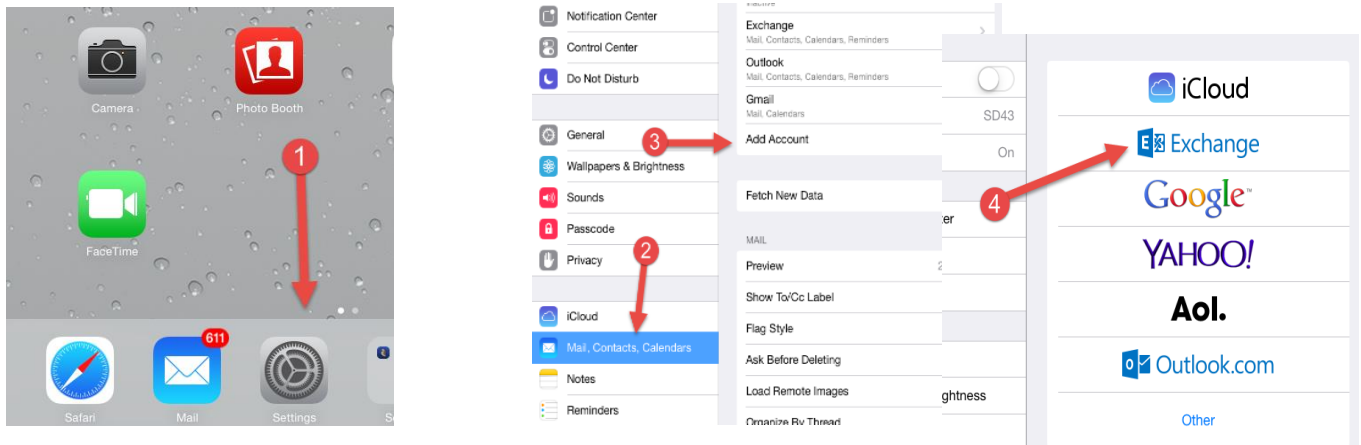 Camera
Photo Booth
1
FaceTime
611
Safari
Mail
Settings
Notification Center
Control Center
Do Not Disturb
General
Wallpapers & Brightness
Sounds
Passcode
Privacy
2
iCloud
Mail, Contacts, Calendars
Notes
Reminders
Inactive
Exchange
Mail, Contacts, Calendars, Reminders
Outlook
Mail, Contacts, Calendars, Reminders
Gmail
Mail, Calendars
3
Add Account
Fetch New Data
MAIL
Preview
Show To/Cc Label
Flag Style
Ask Before Deleting
Load Remote Images
Organize By Thread
SD43
On
4
er
ghtness
iCloud
E Exchange
Google™
YAHOO!
Aol.
o Outlook.com
Other